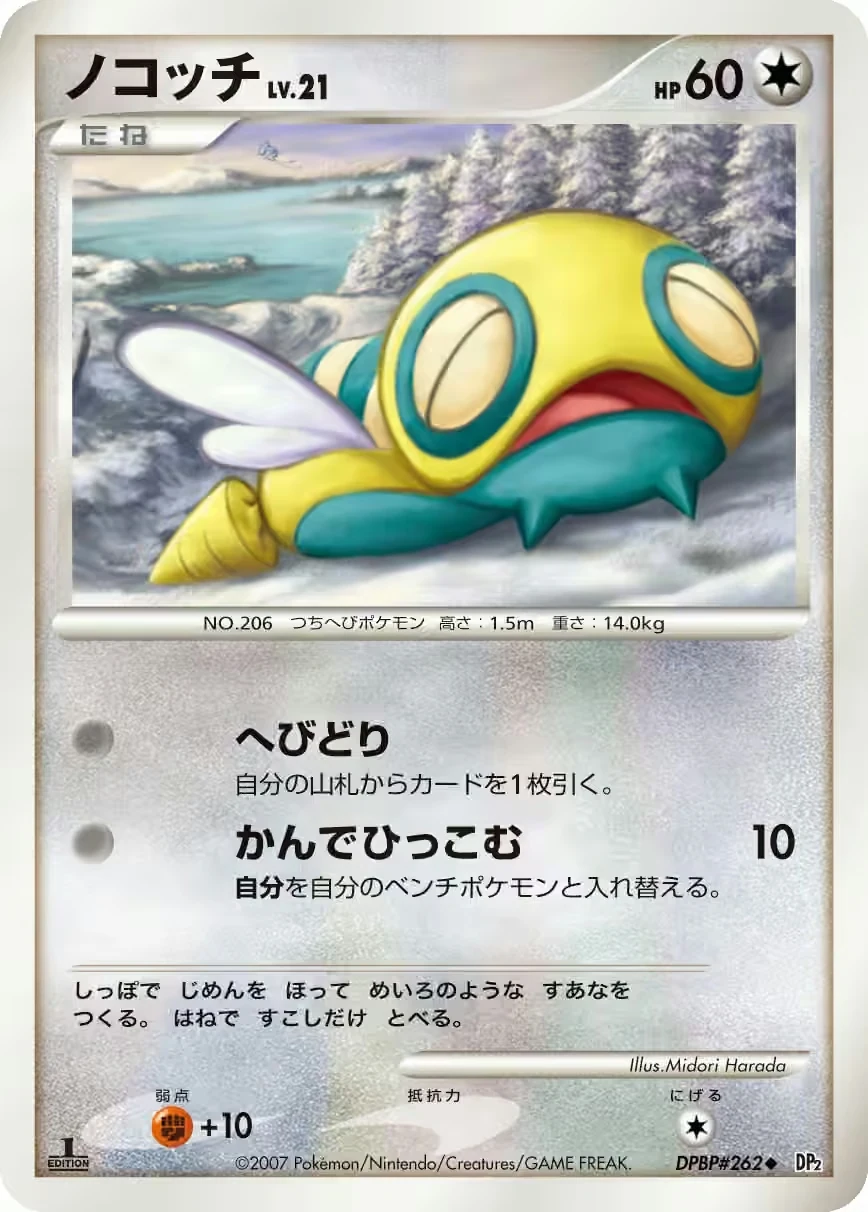 ノコッチ LV.21 HP60
たね
NO.206 つちへびポケモン 高さ:1.5m 重さ:14.0kg
へびどり
自分の山札からカードを1枚引く。
かんでひっこむ 10
自分を自分のベンチポケモンと入れ替える。
しっぽで じめんを ほって めいろのような すあなを
つくる。 はねで すこしだけ とべる。
Illus.Midori Harada
弱点 抵抗力 にげる
+10
1 EDITION ©2007 Pokémon/Nintendo/Creatures/GAME FREAK. DPBP#262◆ DP2